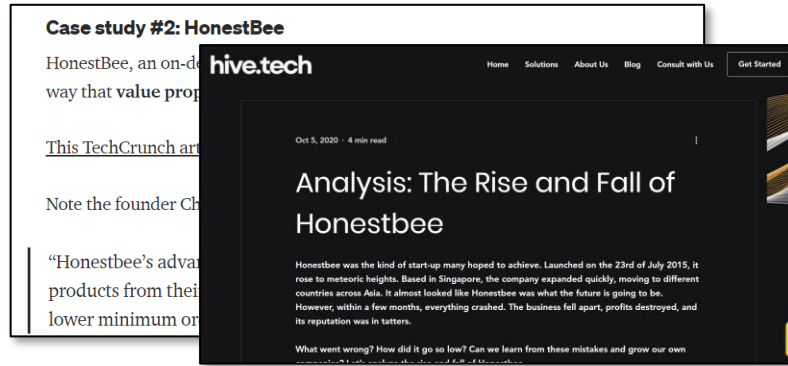 Case study #2: HonestBee
HonestBee, an on-de
way that value prop
This TechCrunch art
Note the founder Ch
“Honestbee’s advar
products from their
lower minimum or
hive.tech
Home Solutions About Us Blog Consult with Us Get Started
Oct 5, 2020 · 4 min read
Analysis: The Rise and Fall of
Honestbee
Honestbee was the kind of start-up many hoped to achieve. Launched on the 23rd of July 2015, it
rose to meteoric heights. Based in Singapore, the company expanded quickly, moving to different
countries across Asia. It almost looked like Honestbee was what the future is going to be.
However, within a few months, everything crashed. The business fell apart, profits destroyed, and
its reputation was in tatters.
What went wrong? How did it go so low? Can we learn from these mistakes and grow our own